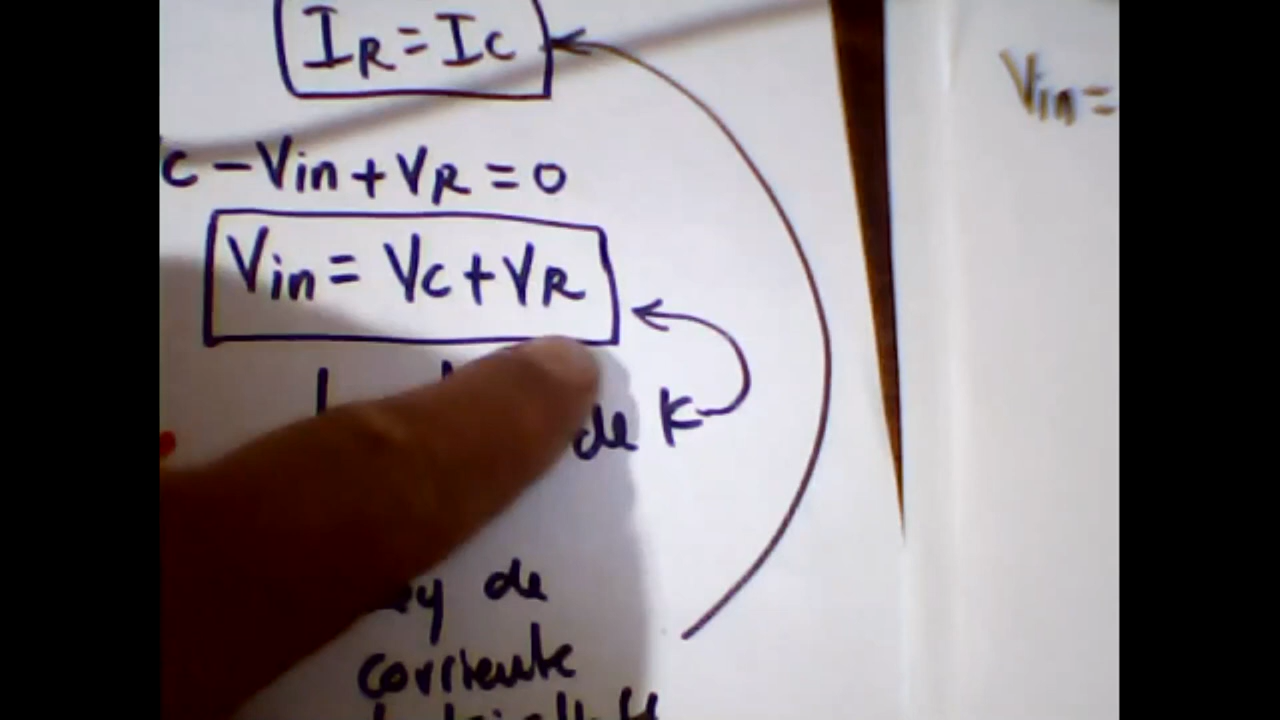 IR = Ic
c - Vin + VR = 0
Vin = Vc + VR
de K
de
corriente
Vin =